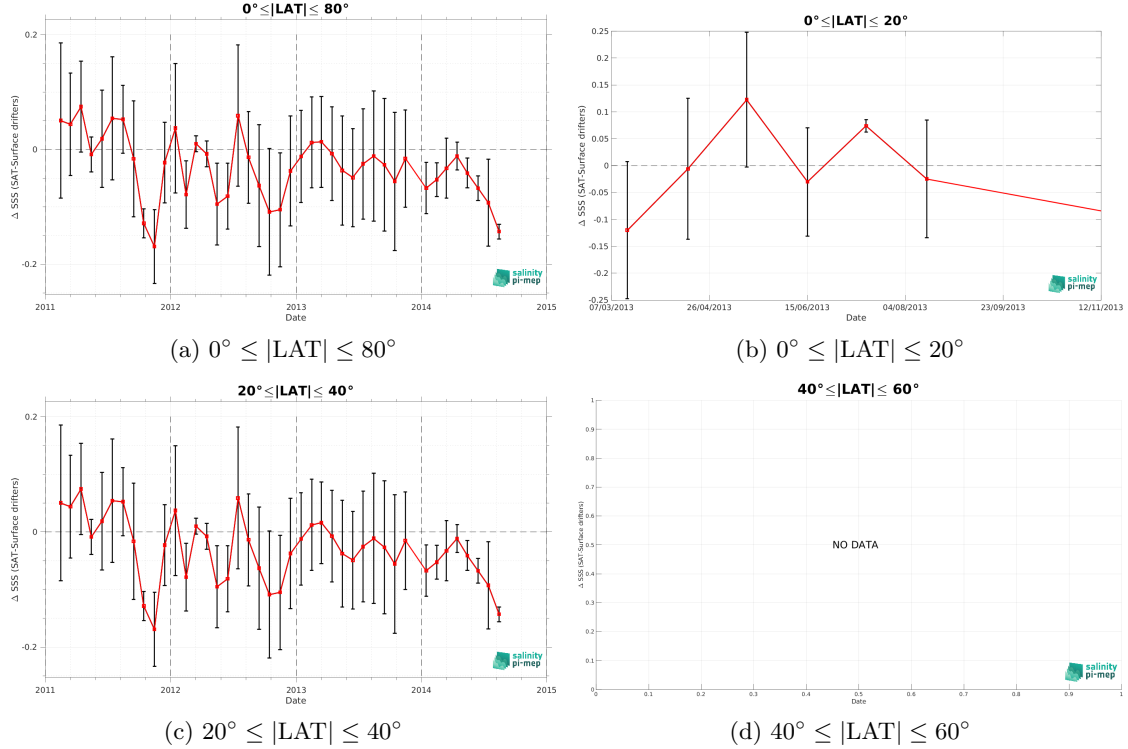 0°≤|LAT|≤ 80°
Δ SSS (SAT-Surface drifters)
0.2
0
-0.2
2011
2012
2013
2014
2015
Date
salinity
pi-mep
(a) 0° ≤ |LAT| ≤ 80°
0°≤|LAT|≤ 20°
Δ SSS (SAT-Surface drifters)
0.25
0.2
0.15
0.1
0.05
0
-0.05
-0.1
-0.15
-0.2
-0.25
07/03/2013
26/04/2013
15/06/2013
04/08/2013
23/09/2013
12/11/2013
Date
salinity
pi-mep
(b) 0° ≤ |LAT| ≤ 20°
20°≤|LAT|≤ 40°
Δ SSS (SAT-Surface drifters)
0.2
0
-0.2
2011
2012
2013
2014
2015
Date
salinity
pi-mep
(c) 20° ≤ |LAT| ≤ 40°
40°≤|LAT|≤ 60°
Δ SSS (SAT-Surface drifters)
1
0.9
0.8
0.7
0.6
0.5
0.4
0.3
0.2
0.1
0
NO DATA
0
0.1
0.2
0.3
0.4
0.5
0.6
0.7
0.8
0.9
1
Date
salinity
pi-mep
(d) 40° ≤ |LAT| ≤ 60°